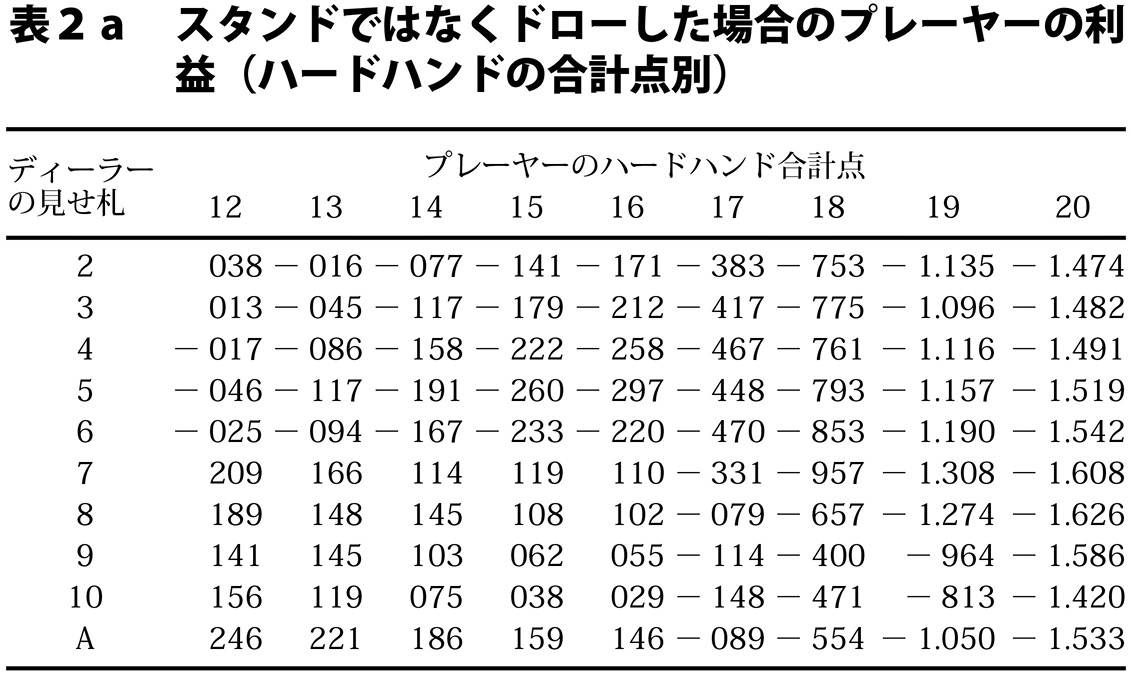 表2a スタンドではなくドローした場合のプレーヤーの利
益（ハードハンドの合計点別）
ディーラー
の見せ札
プレーヤーのハードハンド合計点
12 13 14 15 16 17 18 19 20
2 038 －016 －077 －141 －171 －383 －753 －1.135 －1.474
3 013 －045 －117 －179 －212 －417 －775 －1.096 －1.482
4 －017 －086 －158 －222 －258 －467 －761 －1.116 －1.491
5 －046 －117 －191 －260 －297 －448 －793 －1.157 －1.519
6 －025 －094 －167 －233 －220 －470 －853 －1.190 －1.542
7 209 166 114 119 110 －331 －957 －1.308 －1.608
8 189 148 145 108 102 －079 －657 －1.274 －1.626
9 141 145 103 062 055 －114 －400 －964 －1.586
10 156 119 075 038 029 －148 －471 －813 －1.420
A 246 221 186 159 146 －089 －554 －1.050 －1.533